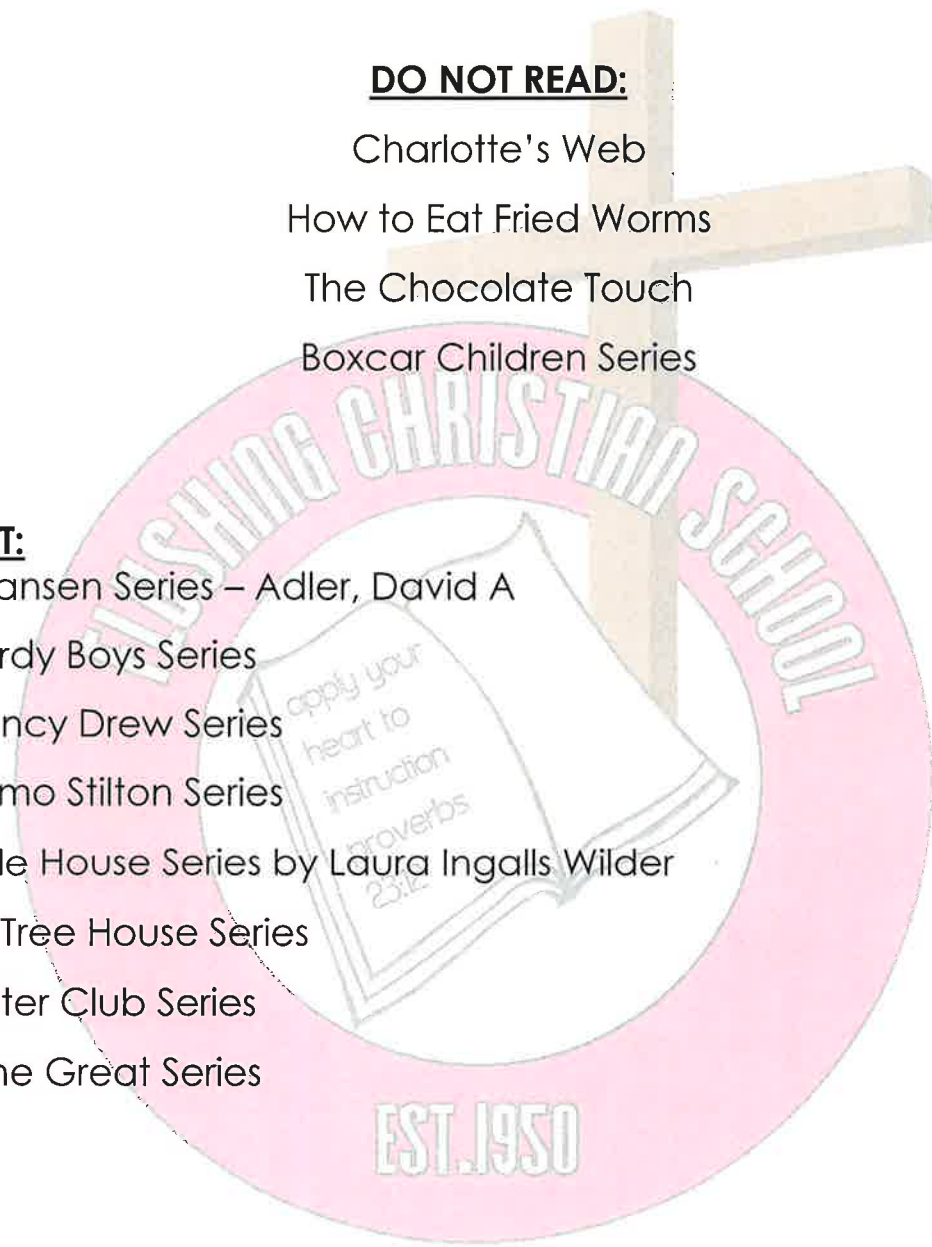 DO NOT READ:
Charlotte's Web
How to Eat Fried Worms
The Chocolate Touch
Boxcar Children Series
FLUSHING CHRISTIAN SCHOOL
T:
ansen Series – Adler, David A
rdy Boys Series
ncy Drew Series
mo Stilton Series
le House Series by Laura Ingalls Wilder
Tree House Series
ter Club Series
he Great Series
apply your
heart to
instruction
proverbs
23:12
EST. 1950